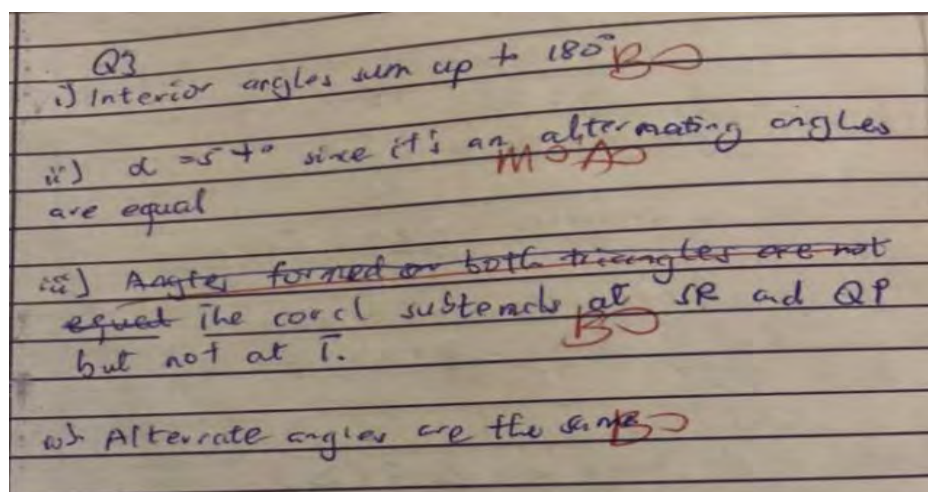 Q3
i) Interior angles sum up to 180° B0
ii) α = 54° since it's an alternating angles
M0 A0
are equal
iii) Angles formed or both triangles are not
equal The cord subtends at SR and QP
B0
but not at T.
iv) Alternate angles are the same B0